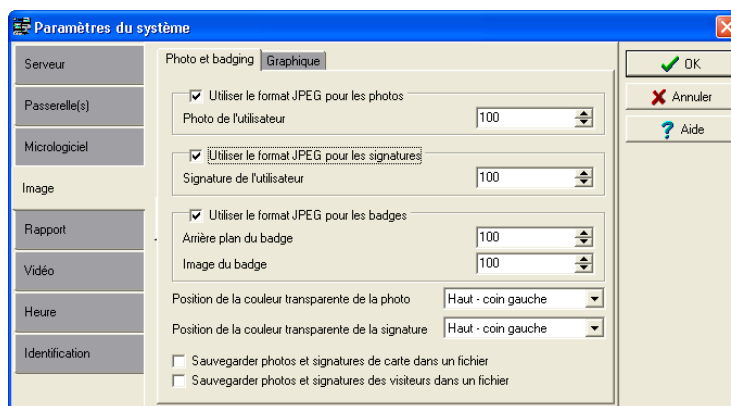 Paramètres du système
Serveur
Passerelle(s)
Micrologiciel
Image
Rapport
Vidéo
Heure
Identification
Photo et badging
Graphique
Utiliser le format JPEG pour les photos
Photo de l'utilisateur 100
Utiliser le format JPEG pour les signatures
Signature de l'utilisateur 100
Utiliser le format JPEG pour les badges
Arrière plan du badge 100
Image du badge 100
Position de la couleur transparente de la photo Haut - coin gauche
Position de la couleur transparente de la signature Haut - coin gauche
Sauvegarder photos et signatures de carte dans un fichier
Sauvegarder photos et signatures des visiteurs dans un fichier
OK
Annuler
Aide